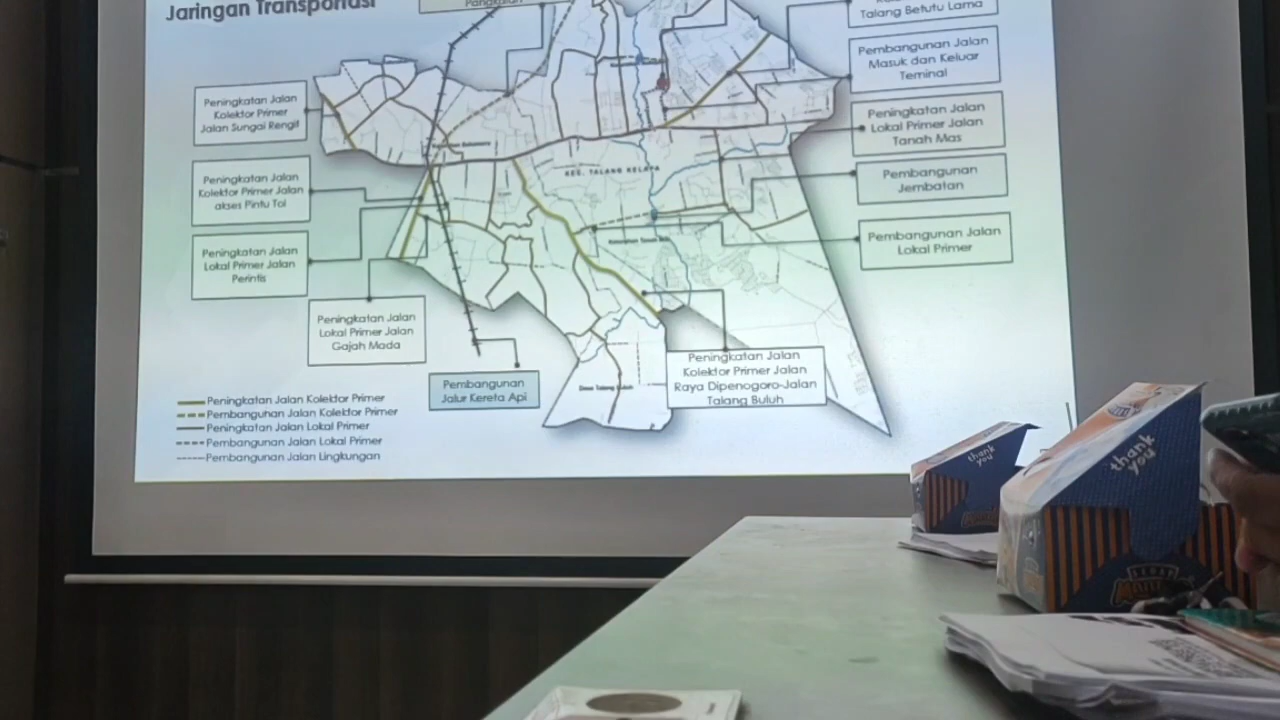 Jaringan Transportasi
Pangkalan
Talang Betutu Lama
Pembangunan Jalan
Masuk dan Keluar
Teminal
Peningkatan Jalan
Kolektor Primer
Jalan Sungai Rengit
Peningkatan Jalan
Lokal Primer Jalan
Tanah Mas
KEC. TALANG KELAPA
Peningkatan Jalan
Kolektor Primer Jalan
akses Pintu Tol
Pembangunan
Jembatan
Pembangunan Jalan
Lokal Primer
Peningkatan Jalan
Lokal Primer Jalan
Perintis
Peningkatan Jalan
Lokal Primer Jalan
Gajah Mada
Pembangunan
Jalur Kereta Api
Peningkatan Jalan
Kolektor Primer Jalan
Raya Dipenogoro-Jalan
Talang Buluh
Peningkatan Jalan Kolektor Primer
Pembangunan Jalan Kolektor Primer
Peningkatan Jalan Lokal Primer
Pembangunan Jalan Lokal Primer
Pembangunan Jalan Lingkungan
thank
you
thank
you